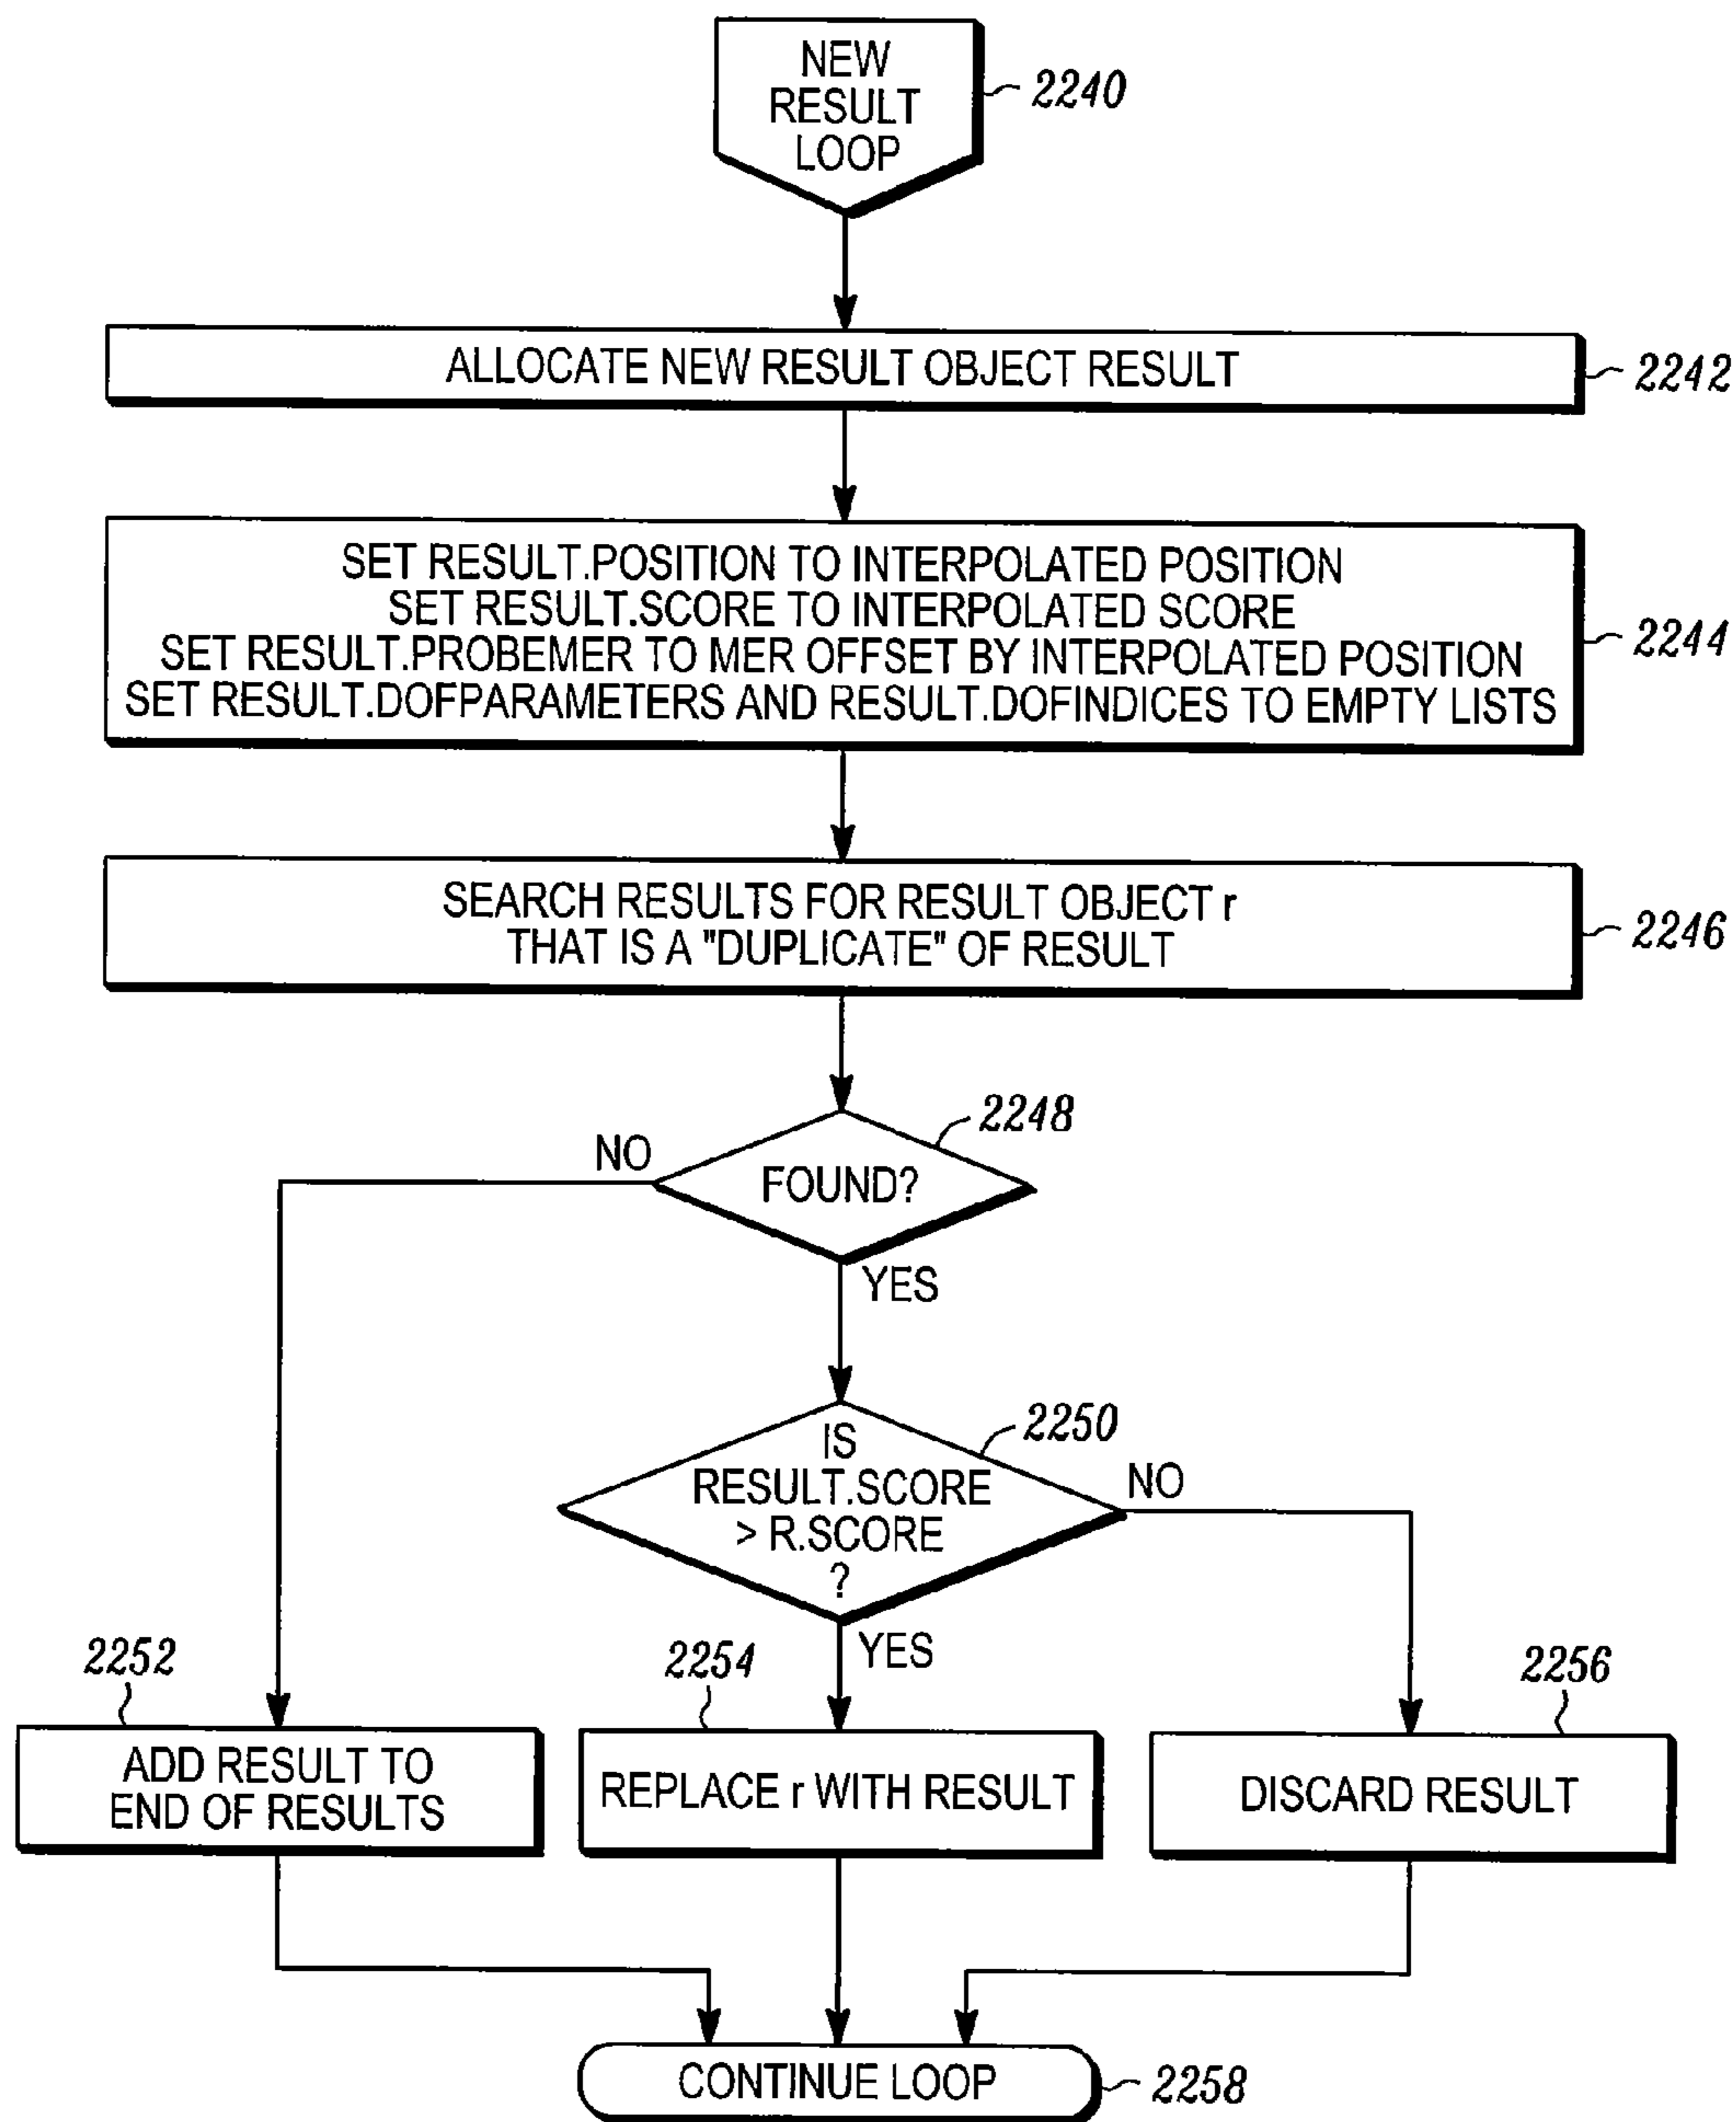 NEW
RESULT
LOOP
2240
ALLOCATE NEW RESULT OBJECT RESULT
2242
SET RESULT.POSITION TO INTERPOLATED POSITION
SET RESULT.SCORE TO INTERPOLATED SCORE
SET RESULT.PROBEMER TO MER OFFSET BY INTERPOLATED POSITION
SET RESULT.DOFPARAMETERS AND RESULT.DOFINDICES TO EMPTY LISTS
2244
SEARCH RESULTS FOR RESULT OBJECT r
THAT IS A "DUPLICATE" OF RESULT
2246
2248
NO
FOUND?
YES
2250
IS
RESULT.SCORE
> R.SCORE
?
NO
YES
2252
2254
2256
ADD RESULT TO
END OF RESULTS
REPLACE r WITH RESULT
DISCARD RESULT
CONTINUE LOOP
2258